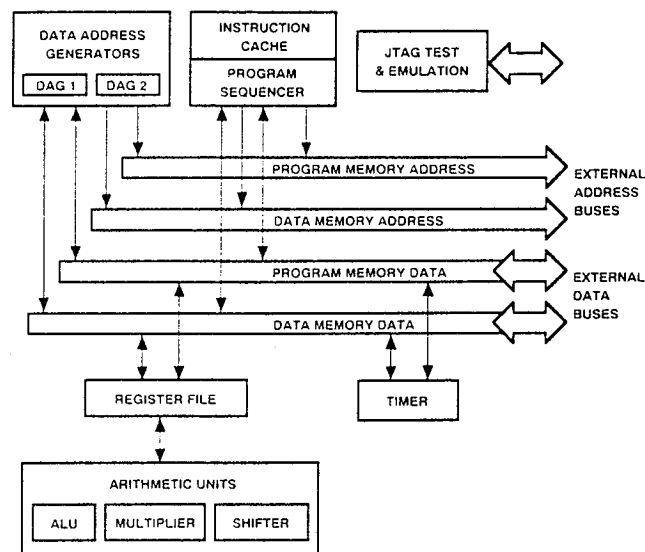 DATA ADDRESS
GENERATORS
DAG 1
DAG 2
INSTRUCTION
CACHE
PROGRAM
SEQUENCER
JTAG TEST
& EMULATION
PROGRAM MEMORY ADDRESS
EXTERNAL
ADDRESS
BUSES
DATA MEMORY ADDRESS
PROGRAM MEMORY DATA
EXTERNAL
DATA
BUSES
DATA MEMORY DATA
REGISTER FILE
TIMER
ARITHMETIC UNITS
ALU
MULTIPLIER
SHIFTER